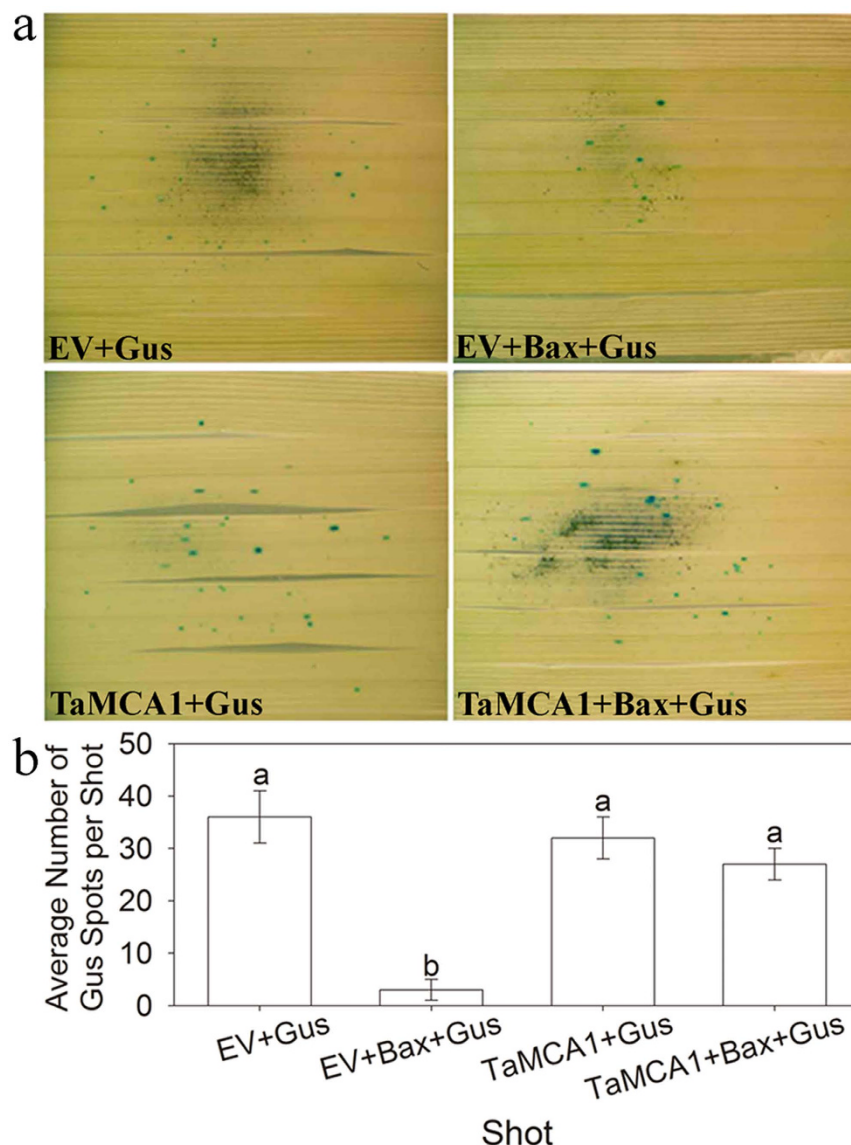 a
EV+Gus
EV+Bax+Gus
TaMCA1+Gus
TaMCA1+Bax+Gus
b
Average Number of
Gus Spots per Shot
50
40
30
20
10
0
a
b
a
a
EV+Gus
EV+Bax+Gus
TaMCA1+Gus
TaMCA1+Bax+Gus
Shot